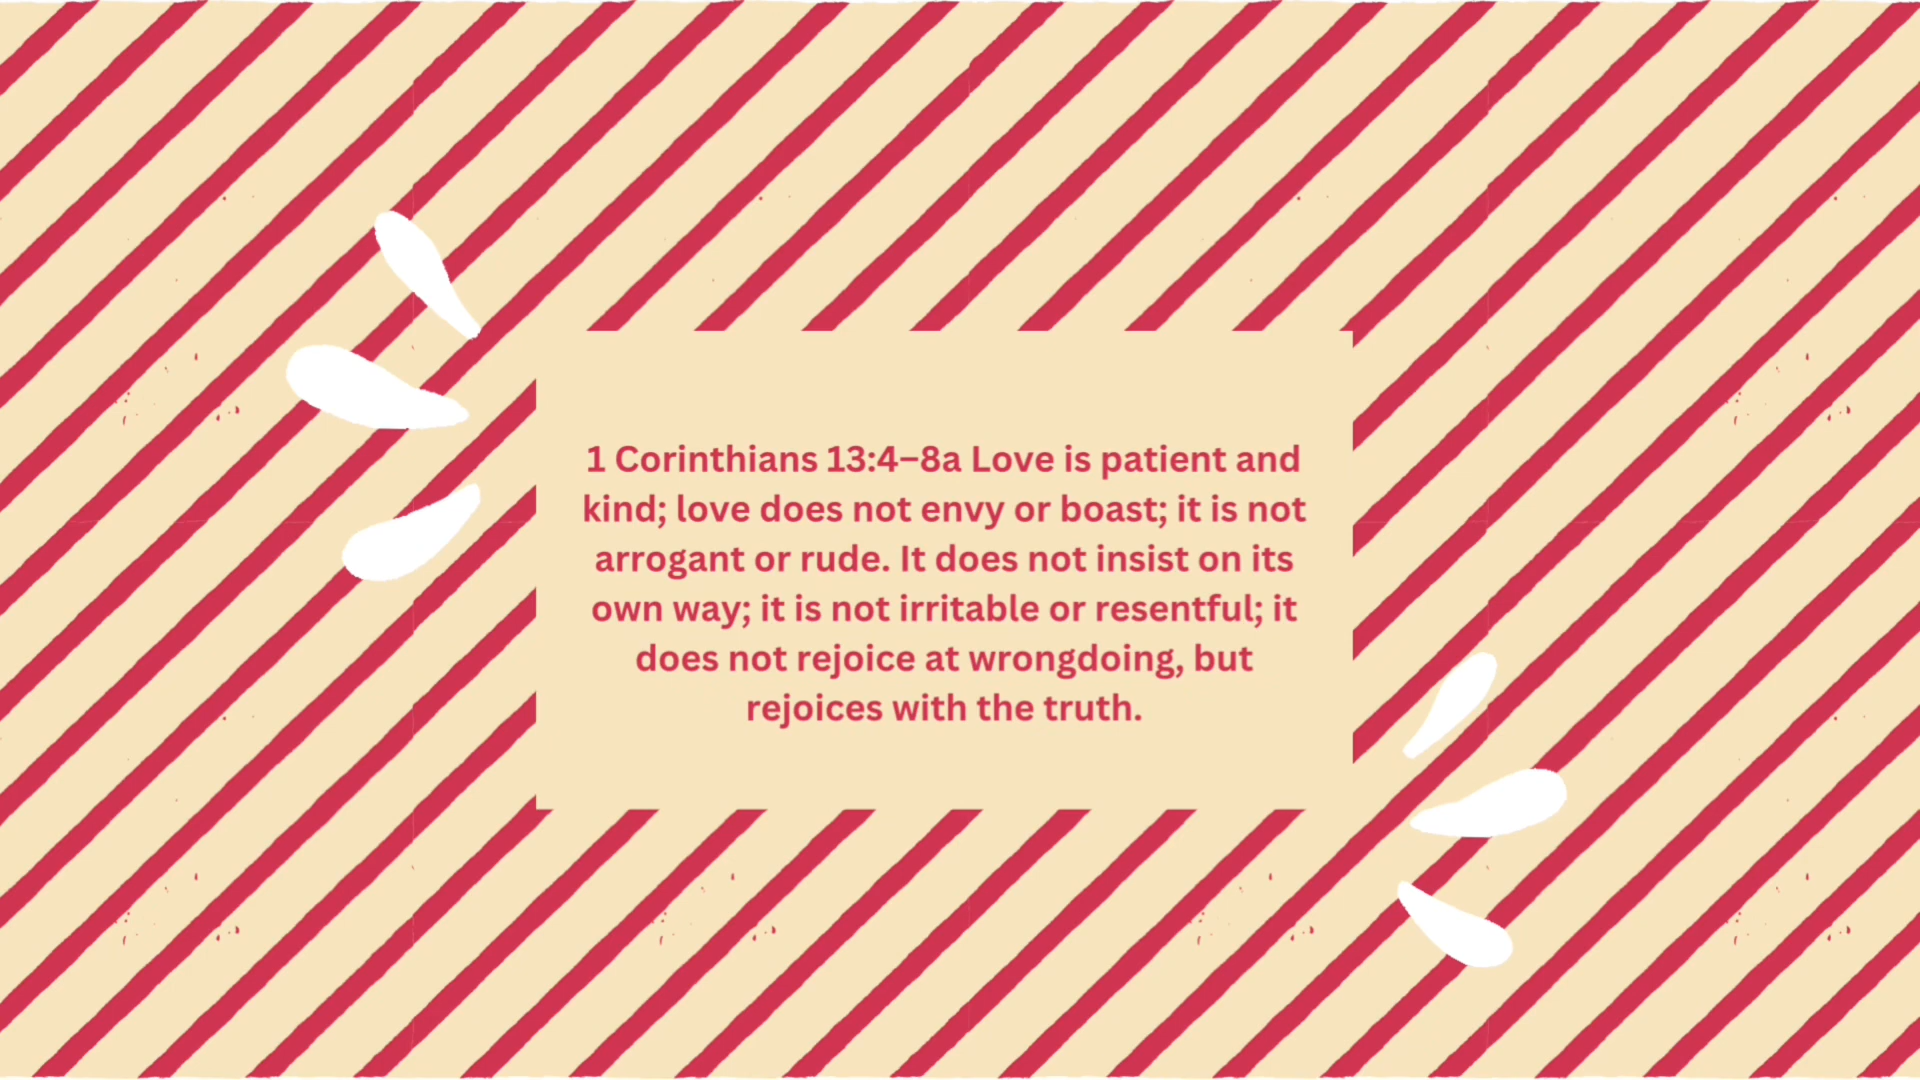 1 Corinthians 13:4–8a Love is patient and
kind; love does not envy or boast; it is not
arrogant or rude. It does not insist on its
own way; it is not irritable or resentful; it
does not rejoice at wrongdoing, but
rejoices with the truth.